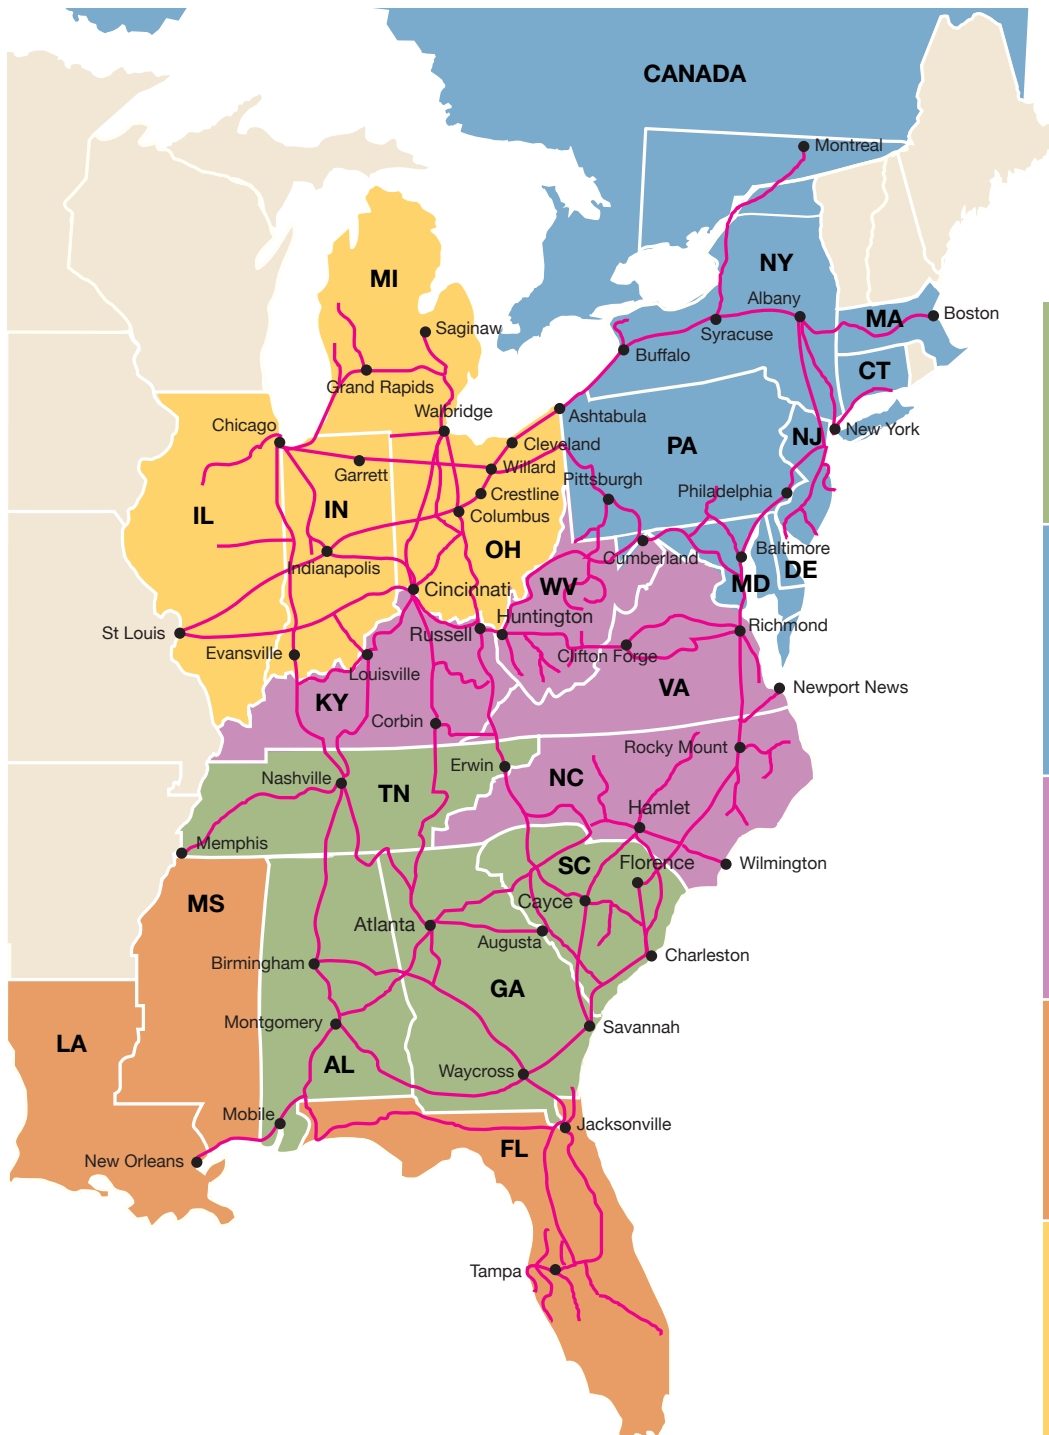 CANADA
Montreal
MI
NY
Albany
Boston
MA
Saginaw
Syracuse
Buffalo
CT
Grand Rapids
Walbridge
Ashtabula
Chicago
Cleveland
PA
NJ
New York
Garrett
Willard
Pittsburgh
Philadelphia
Crestline
IL
IN
Columbus
OH
Baltimore
Indianapolis
Cumberland
DE
MD
Cincinnati
WV
Huntington
Richmond
St Louis
Russell
Evansville
Clifton Forge
Louisville
VA
Newport News
KY
Corbin
Rocky Mount
Erwin
Nashville
NC
TN
Hamlet
Memphis
SC
Florence
Wilmington
MS
Cayce
Atlanta
Augusta
Charleston
Birmingham
GA
Montgomery
Savannah
LA
AL
Waycross
Mobile
Jacksonville
FL
New Orleans
Tampa